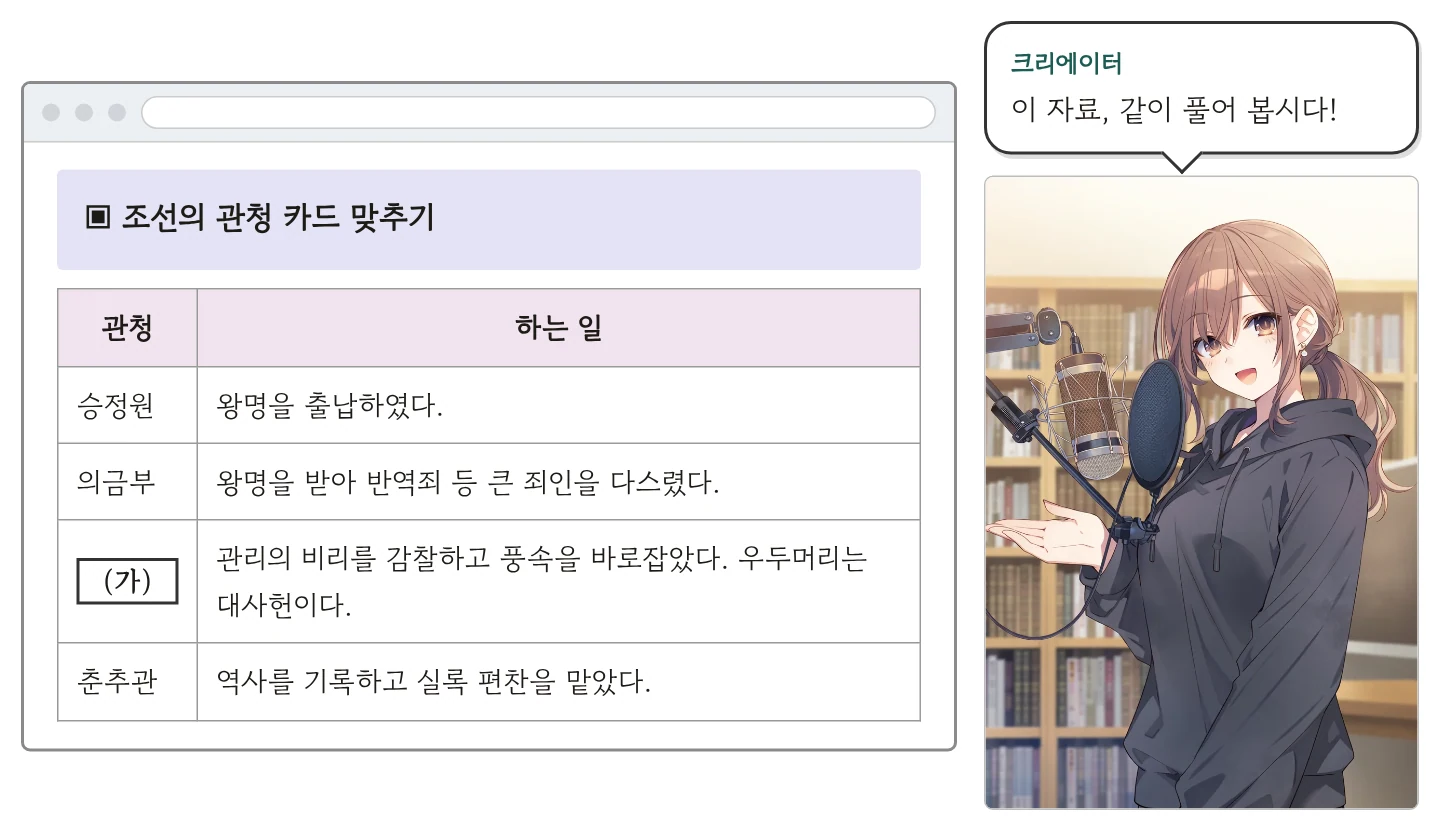 크리에이터
이 자료, 같이 풀어 봅시다!
▣ 조선의 관청 카드 맞추기
관청 하는 일
승정원 왕명을 출납하였다.
의금부 왕명을 받아 반역죄 등 큰 죄인을 다스렸다.
(가) 관리의 비리를 감찰하고 풍속을 바로잡았다. 우두머리는
대사헌이다.
춘추관 역사를 기록하고 실록 편찬을 맡았다.